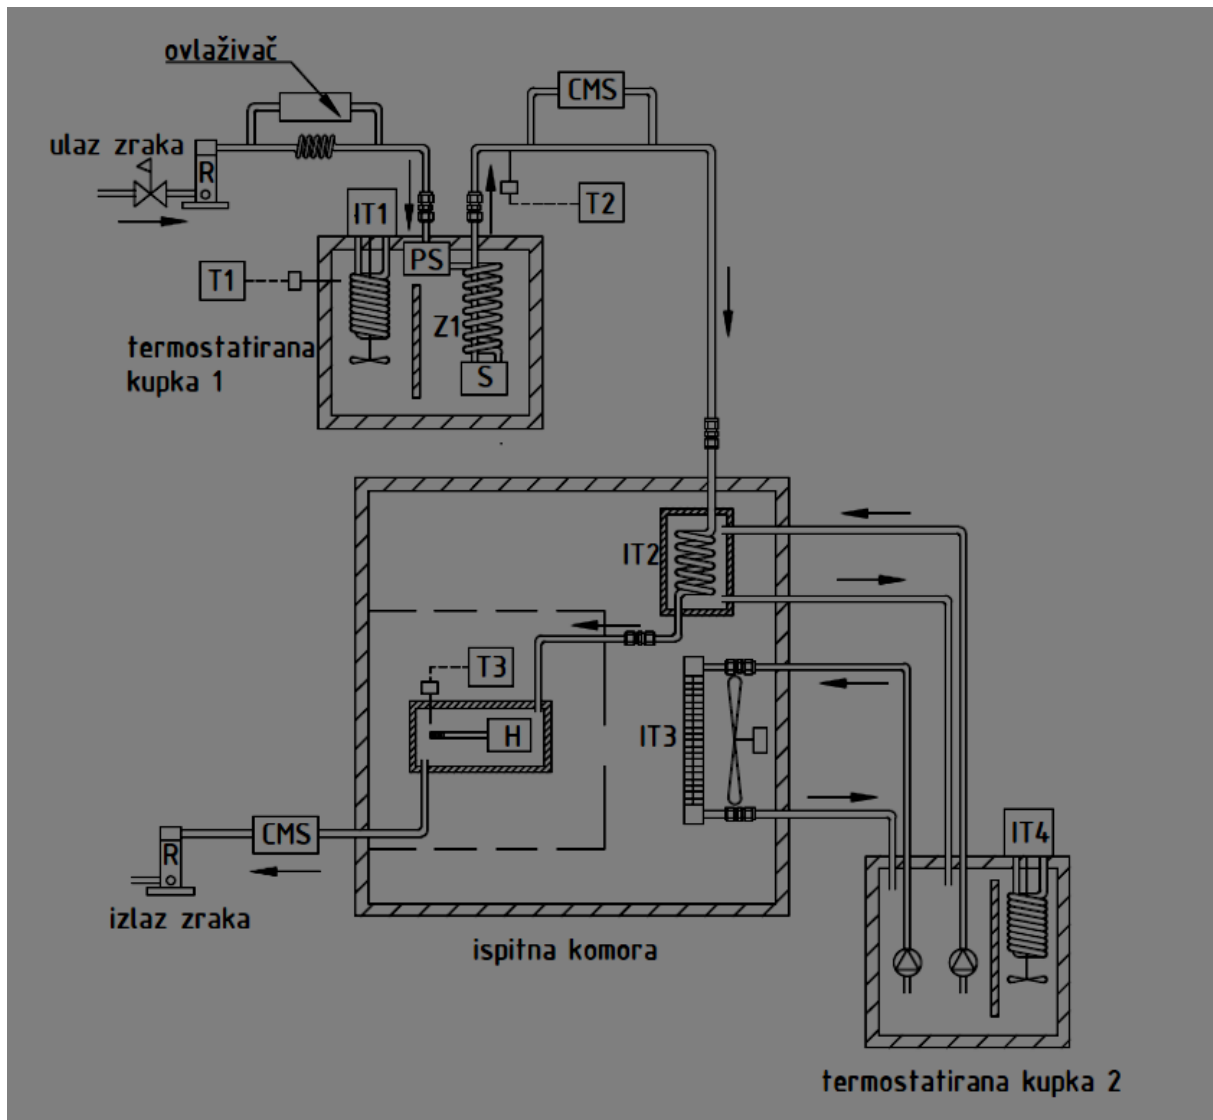 ovlaživač
CMS
ulaz zraka
R
IT1
T2
PS
T1
Z1
termostatirana
kupka 1
S
IT2
T3
H
IT3
CMS
IT4
R
izlaz zraka
ispitna komora
termostatirana kupka 2